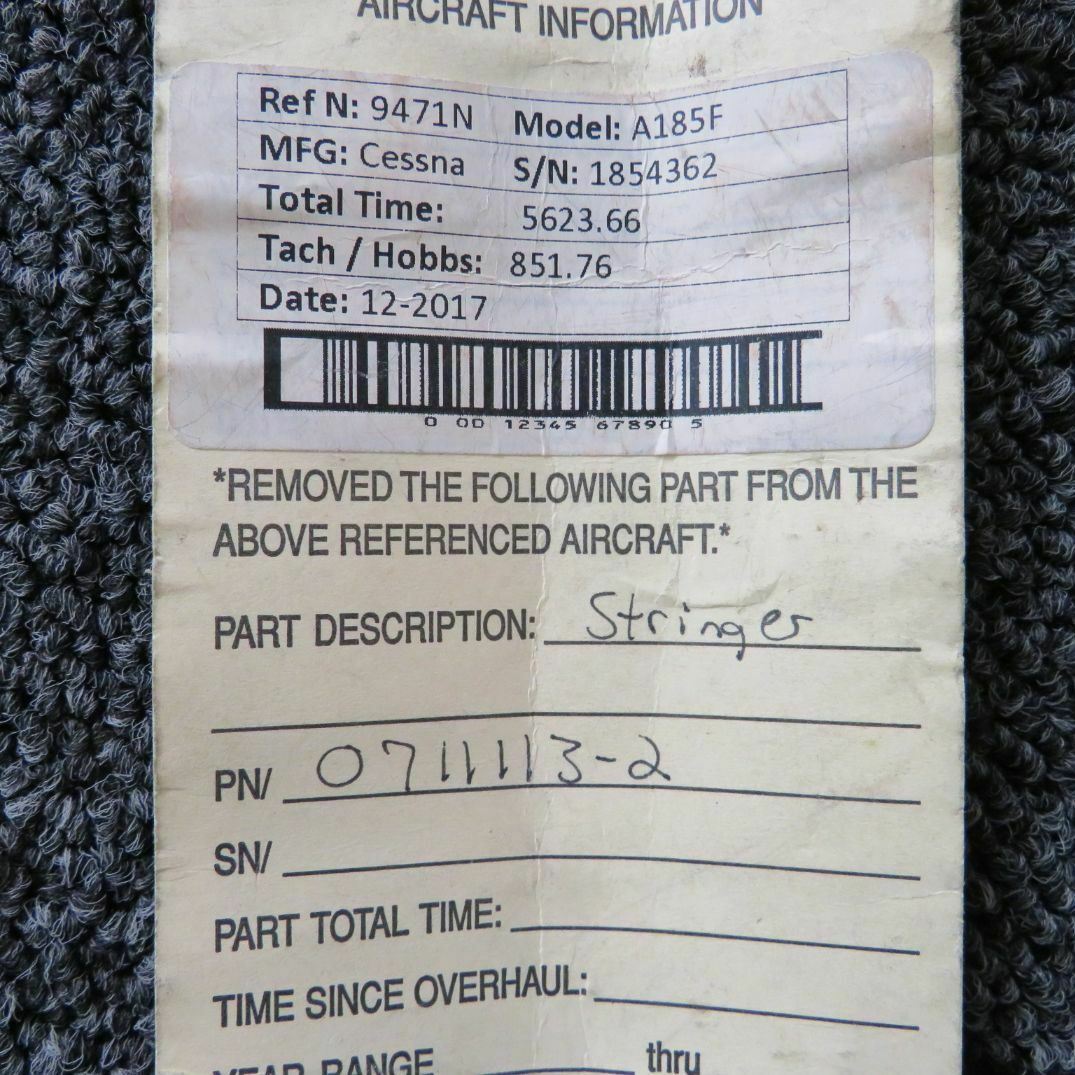 AIRCRAFT INFORMATION
Ref N: 9471N Model: A185F
MFG: Cessna S/N: 1854362
Total Time: 5623.66
Tach / Hobbs: 851.76
Date: 12-2017
0 00 12345 67890 5
*REMOVED THE FOLLOWING PART FROM THE
ABOVE REFERENCED AIRCRAFT.*
PART DESCRIPTION: Stringer
PN/ 0711113-2
SN/
PART TOTAL TIME:
TIME SINCE OVERHAUL:
YEAR RANGE thru